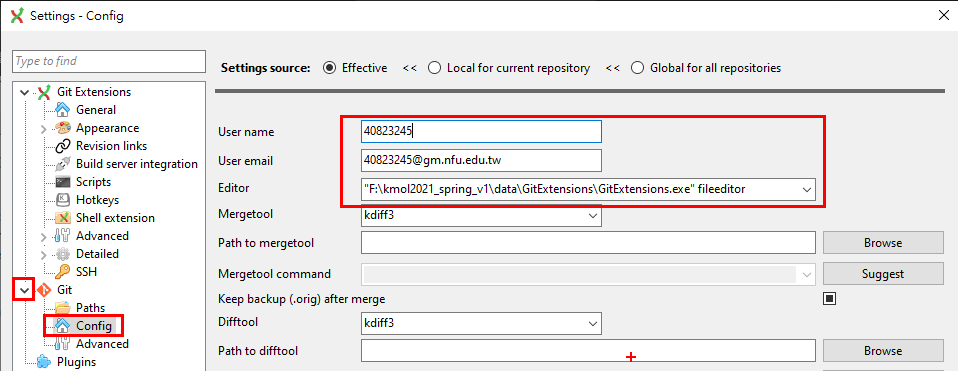 Settings - Config
Type to find
Git Extensions
General
Appearance
Revision links
Build server integration
Scripts
Hotkeys
Shell extension
Advanced
Detailed
SSH
Git
Paths
Config
Advanced
Plugins
Settings source: Effective << Local for current repository << Global for all repositories
User name 40823245
User email 40823245@gm.nfu.edu.tw
Editor "F:\kmol2021_spring_v1\data\GitExtensions\GitExtensions.exe" fileeditor
Mergetool kdiff3
Path to mergetool Browse
Mergetool command Suggest
Keep backup (.orig) after merge
Difftool kdiff3
Path to difftool Browse